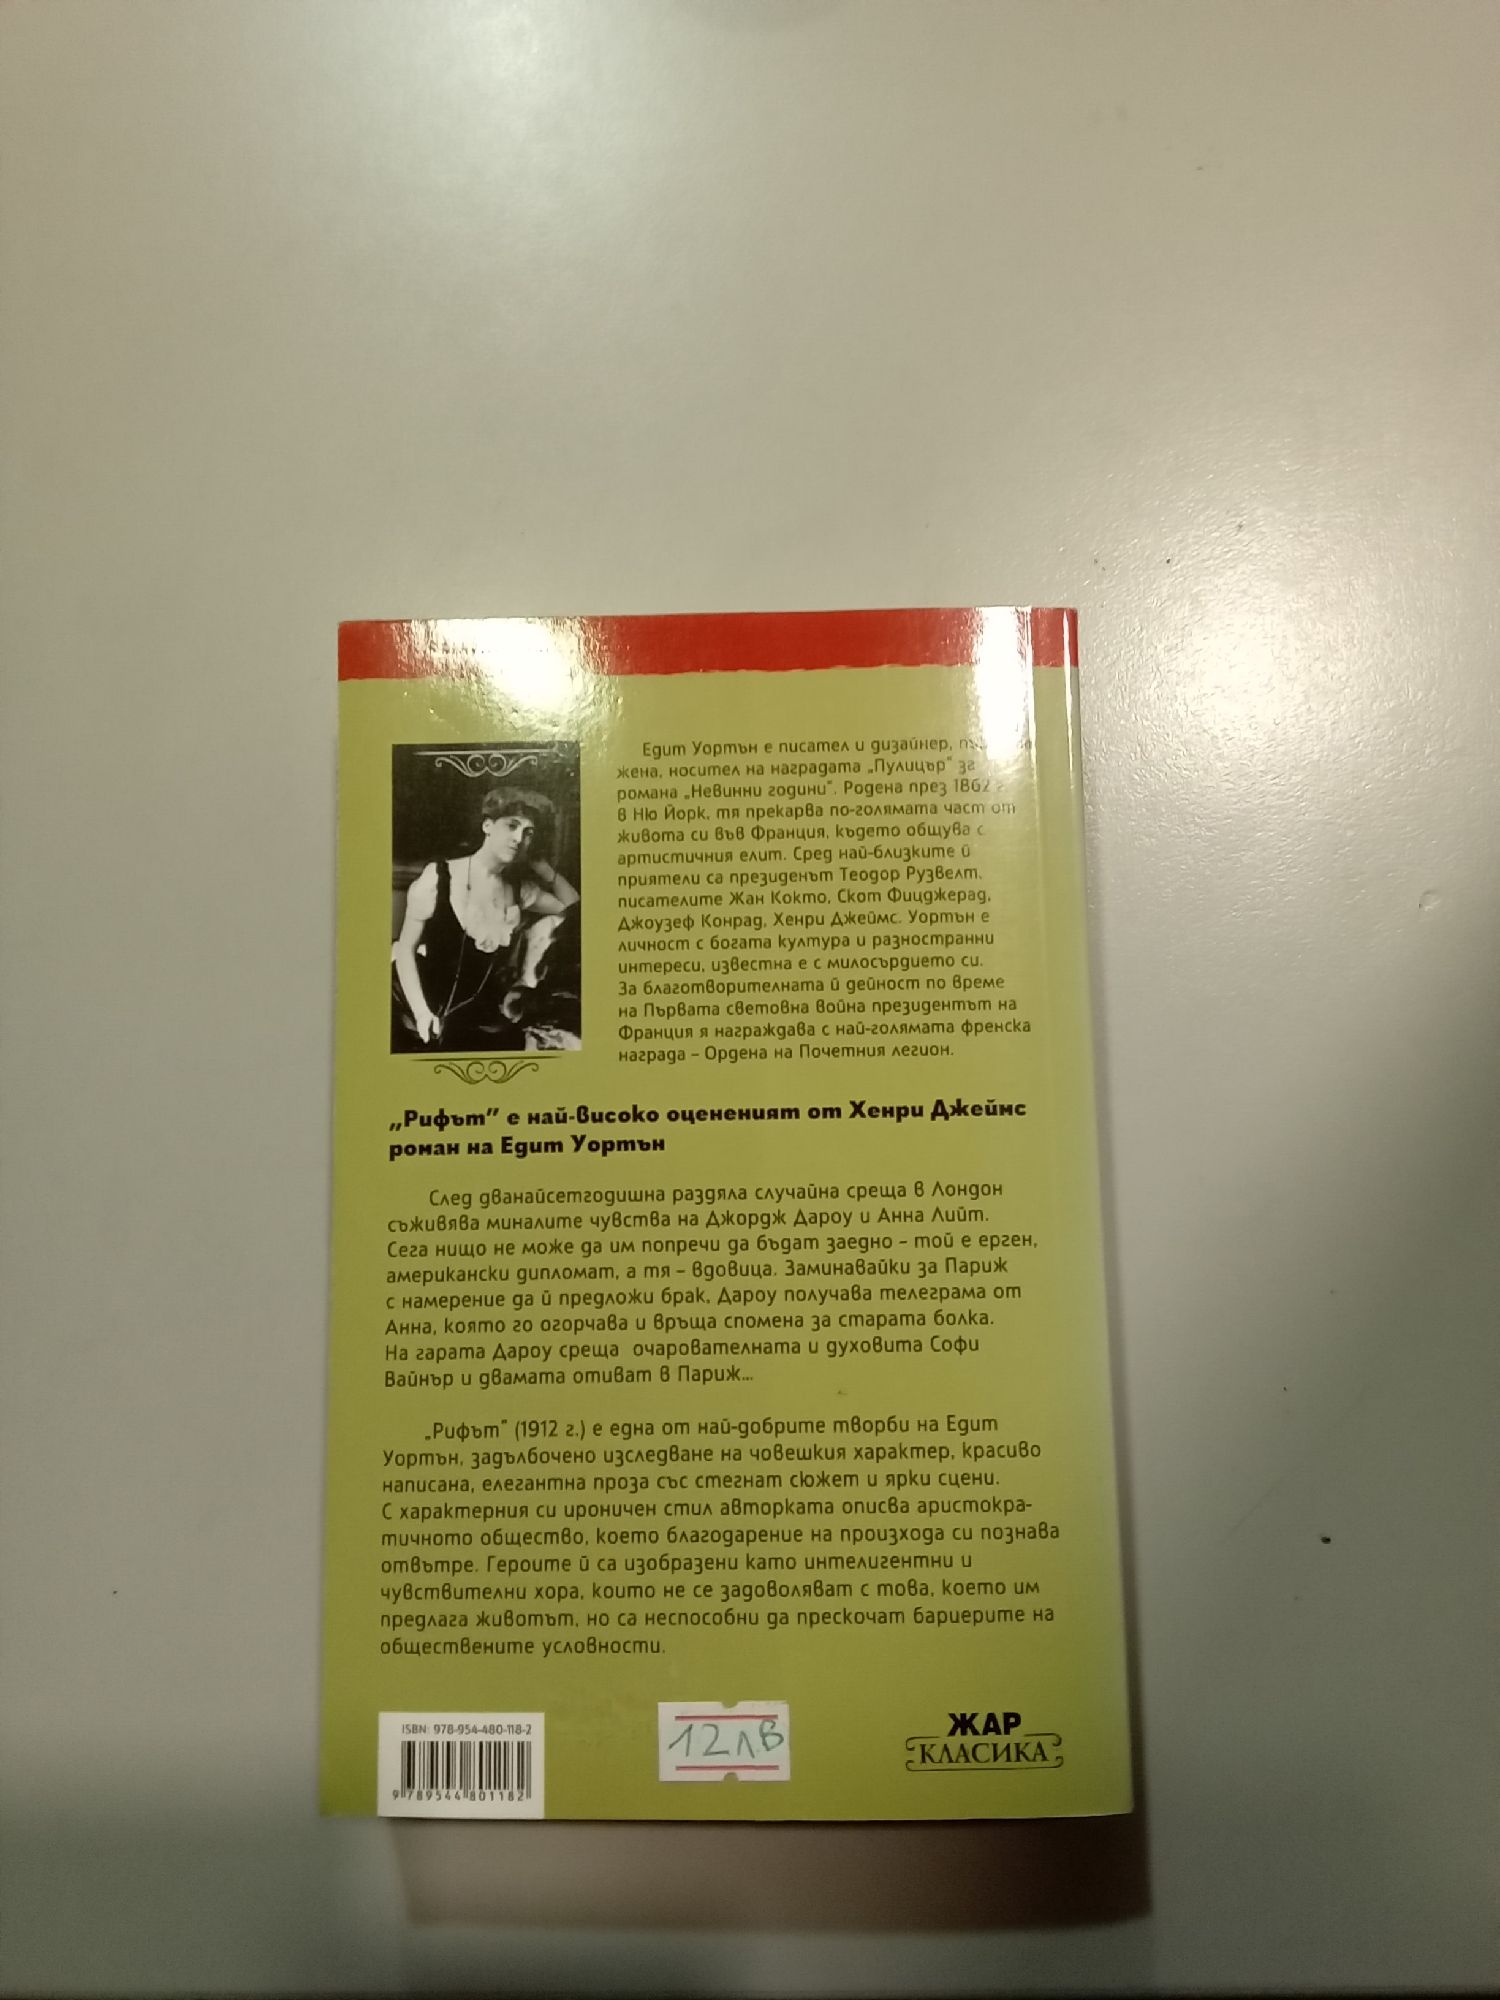 Едит Уортън е писател и дизайнер,
жена, носител на наградата „Пулицър“ за
романа „Невинни години“. Родена през 1862 г.
в Ню Йорк, тя прекарва по-голямата част от
живота си във Франция, където общува с
артистичния елит. Сред най-близките ѝ
приятели са президентът Теодор Рузвелт,
писателите Жан Кокто, Скот Фицджерад,
Джоузеф Конрад, Хенри Джеймс. Уортън е
личност с богата култура и разностранни
интереси, известна е с милосърдието си.
За благотворителната ѝ дейност по време
на Първата световна война президентът на
Франция я награждава с най-голямата френска
награда – Ордена на Почетния легион.
„Рифът” е най-високо оцененият от Хенри Джеймс
роман на Едит Уортън
След дванайсетгодишна раздяла случайна среща в Лондон
съживява миналите чувства на Джордж Дароу и Анна Лийт.
Сега нищо не може да им попречи да бъдат заедно – той е ерген,
американски дипломат, а тя – вдовица. Заминавайки за Париж
с намерение да ѝ предложи брак, Дароу получава телеграма от
Анна, която го огорчава и връща спомена за старата болка.
На гарата Дароу среща очарователната и духовита Софи
Вайнър и двамата отиват в Париж...
„Рифът“ (1912 г.) е една от най-добрите творби на Едит
Уортън, задълбочено изследване на човешкия характер, красиво
написана, елегантна проза със стегнат сюжет и ярки сцени.
С характерния си ироничен стил авторката описва аристокра-
тичното общество, което благодарение на произхода си познава
отвътре. Героите ѝ са изобразени като интелигентни и
чувствителни хора, които не се задоволяват с това, което им
предлага животът, но са неспособни да прескочат бариерите на
обществените условности.
ISBN: 978-954-480-118-2
9 789544 801182
12лв
ЖАР
КЛАСИКА